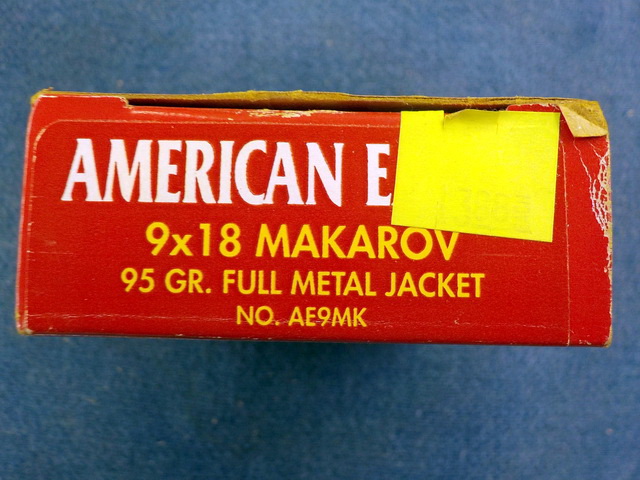 AMERICAN E
9x18 MAKAROV
95 GR. FULL METAL JACKET
NO. AE9MK